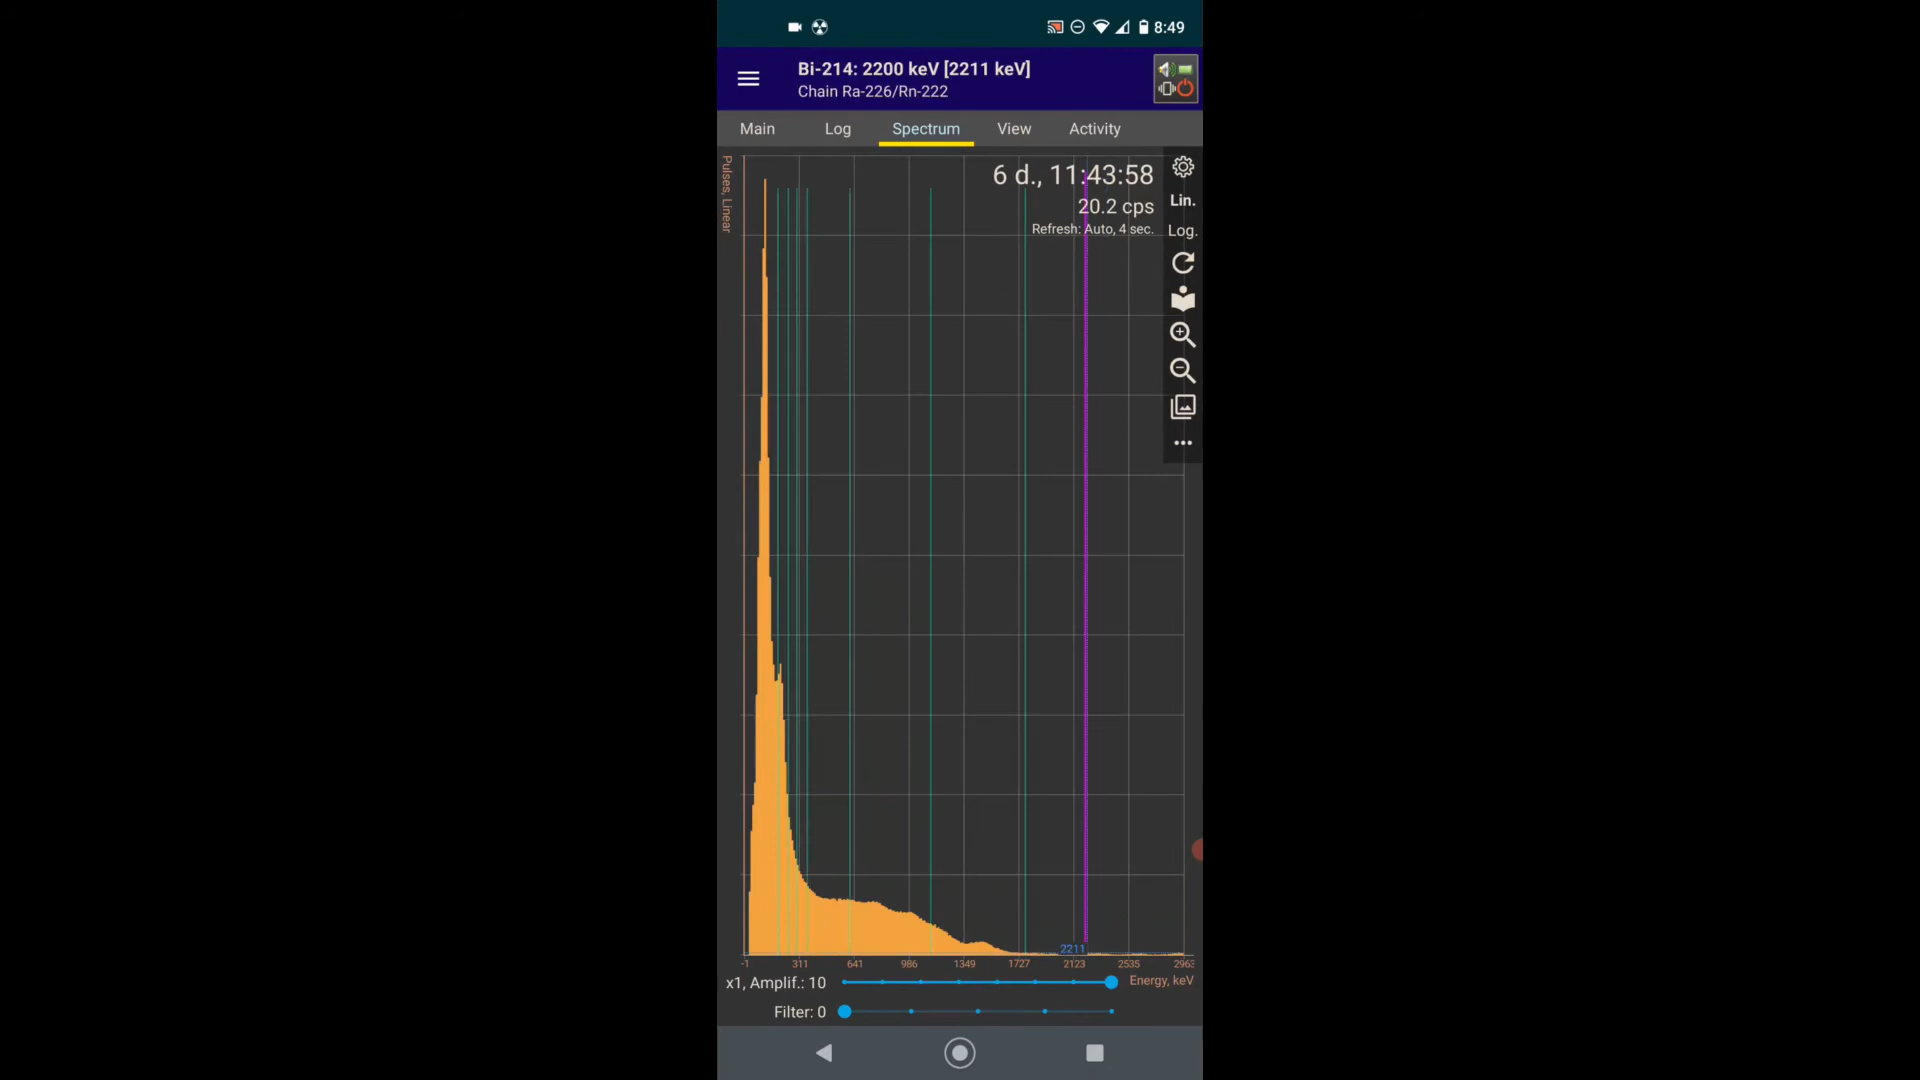 8:49
Bi-214: 2200 keV [2211 keV]
Chain Ra-226/Rn-222
Main Log Spectrum View Activity
Pulses, Linear
6 d., 11:43:58
20.2 cps
Refresh: Auto, 4 sec.
Lin.
Log.
2211
-1 311 641 986 1349 1727 2123 2535 2963
x1, Amplif.: 10
Energy, keV
Filter: 0